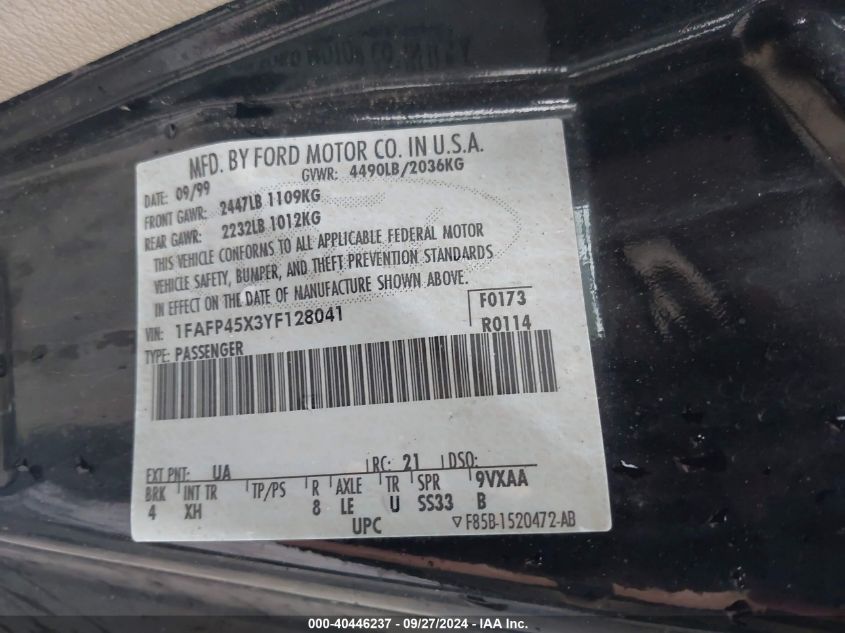 MFD. BY FORD MOTOR CO. IN U.S.A.
DATE: 09/99 GVWR: 4490LB/2036KG
FRONT GAWR: 2447LB 1109KG
REAR GAWR: 2232LB 1012KG
THIS VEHICLE CONFORMS TO ALL APPLICABLE FEDERAL MOTOR
VEHICLE SAFETY, BUMPER, AND THEFT PREVENTION STANDARDS
IN EFFECT ON THE DATE OF MANUFACTURE SHOWN ABOVE.
VIN: 1FAFP45X3YF128041 F0173
TYPE: PASSENGER R0114
EXT PNT: UA RC: 21 DSO:
BRK INT TR TP/PS R AXLE TR SPR 9VXAA
4 XH 8 LE U SS33 B
UPC ▽F85B-1520472-AB
000-40446237 - 09/27/2024 - IAA Inc.